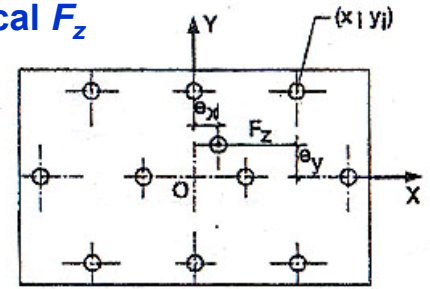 cal F_z
Y
(x_i y_i)
e_x
F_z
e_y
O
X